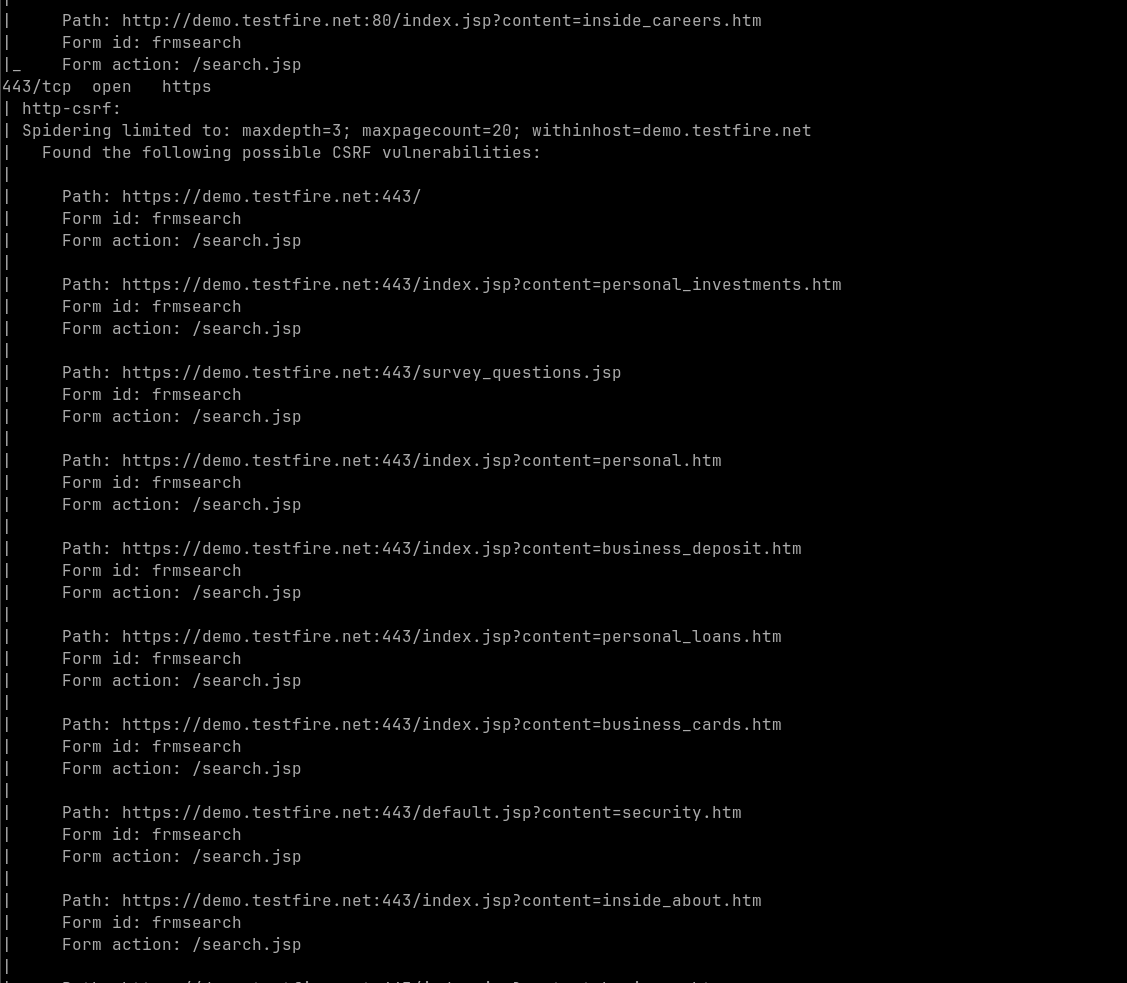 |     Path: http://demo.testfire.net:80/index.jsp?content=inside_careers.htm
|     Form id: frmsearch
|_    Form action: /search.jsp
443/tcp  open   https
| http-csrf:
| Spidering limited to: maxdepth=3; maxpagecount=20; withinhost=demo.testfire.net
|   Found the following possible CSRF vulnerabilities:
|
|     Path: https://demo.testfire.net:443/
|     Form id: frmsearch
|     Form action: /search.jsp
|
|     Path: https://demo.testfire.net:443/index.jsp?content=personal_investments.htm
|     Form id: frmsearch
|     Form action: /search.jsp
|
|     Path: https://demo.testfire.net:443/survey_questions.jsp
|     Form id: frmsearch
|     Form action: /search.jsp
|
|     Path: https://demo.testfire.net:443/index.jsp?content=personal.htm
|     Form id: frmsearch
|     Form action: /search.jsp
|
|     Path: https://demo.testfire.net:443/index.jsp?content=business_deposit.htm
|     Form id: frmsearch
|     Form action: /search.jsp
|
|     Path: https://demo.testfire.net:443/index.jsp?content=personal_loans.htm
|     Form id: frmsearch
|     Form action: /search.jsp
|
|     Path: https://demo.testfire.net:443/index.jsp?content=business_cards.htm
|     Form id: frmsearch
|     Form action: /search.jsp
|
|     Path: https://demo.testfire.net:443/default.jsp?content=security.htm
|     Form id: frmsearch
|     Form action: /search.jsp
|
|     Path: https://demo.testfire.net:443/index.jsp?content=inside_about.htm
|     Form id: frmsearch
|     Form action: /search.jsp
|